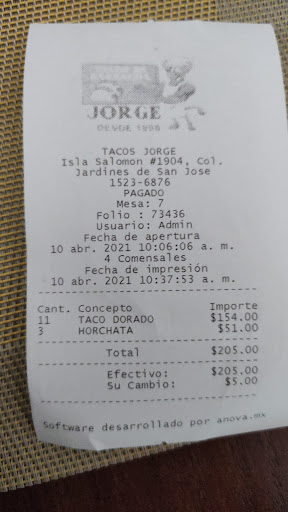 JORGE
DESDE 1998
TACOS JORGE
Isla Salomon #1904, Col.
Jardines de San Jose
1523-6876
PAGADO
Mesa: 7
Folio : 73436
Usuario: Admin
Fecha de apertura
10 abr. 2021 10:06:06 a. m.
4 Comensales
Fecha de impresión
10 abr. 2021 10:37:53 a. m.
Cant. Concepto Importe
11 TACO DORADO $154.00
3 HORCHATA $51.00
Total $205.00
Efectivo: $205.00
Su Cambio: $5.00
Software desarrollado por anova.mx